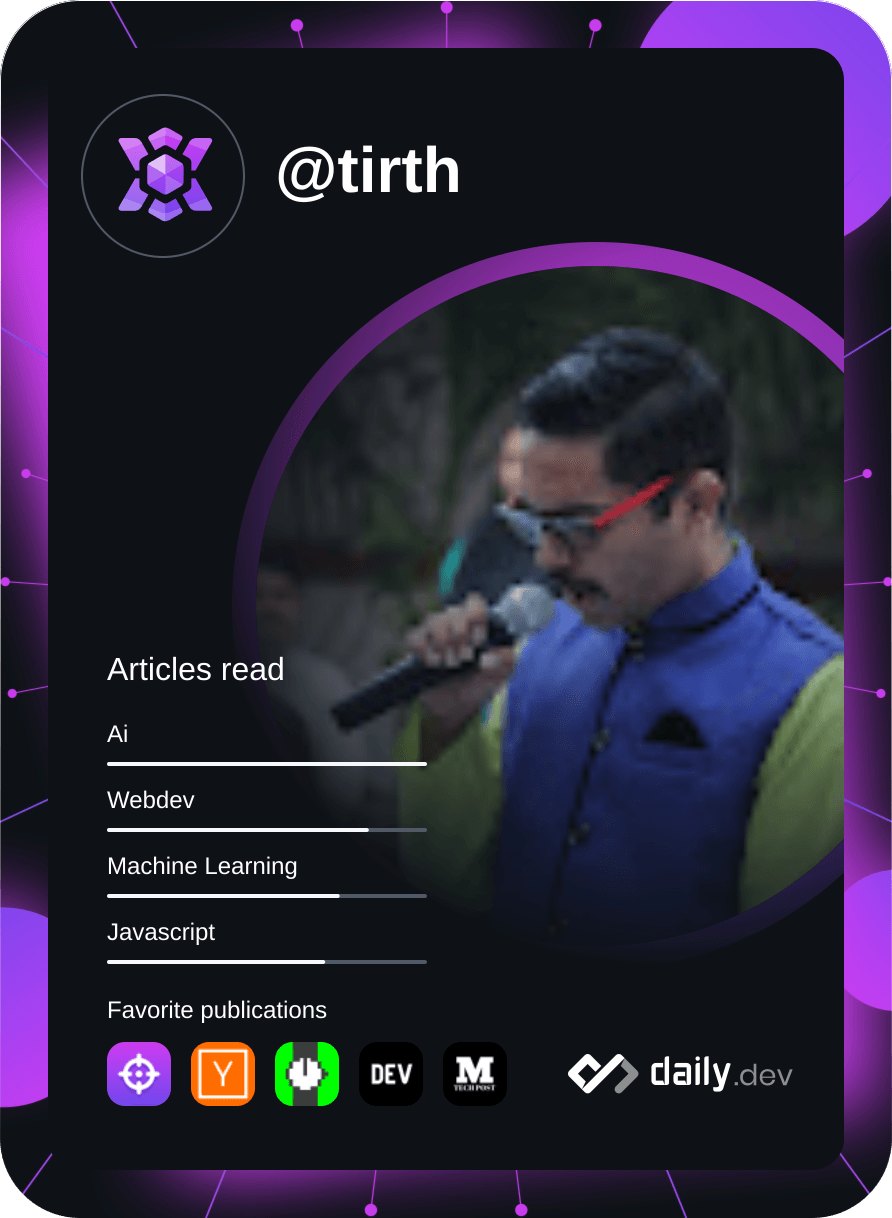 @tirth
Articles read
Ai
Webdev
Machine Learning
Javascript
Favorite publications
Y
DEV
M
TECH POST
daily.dev